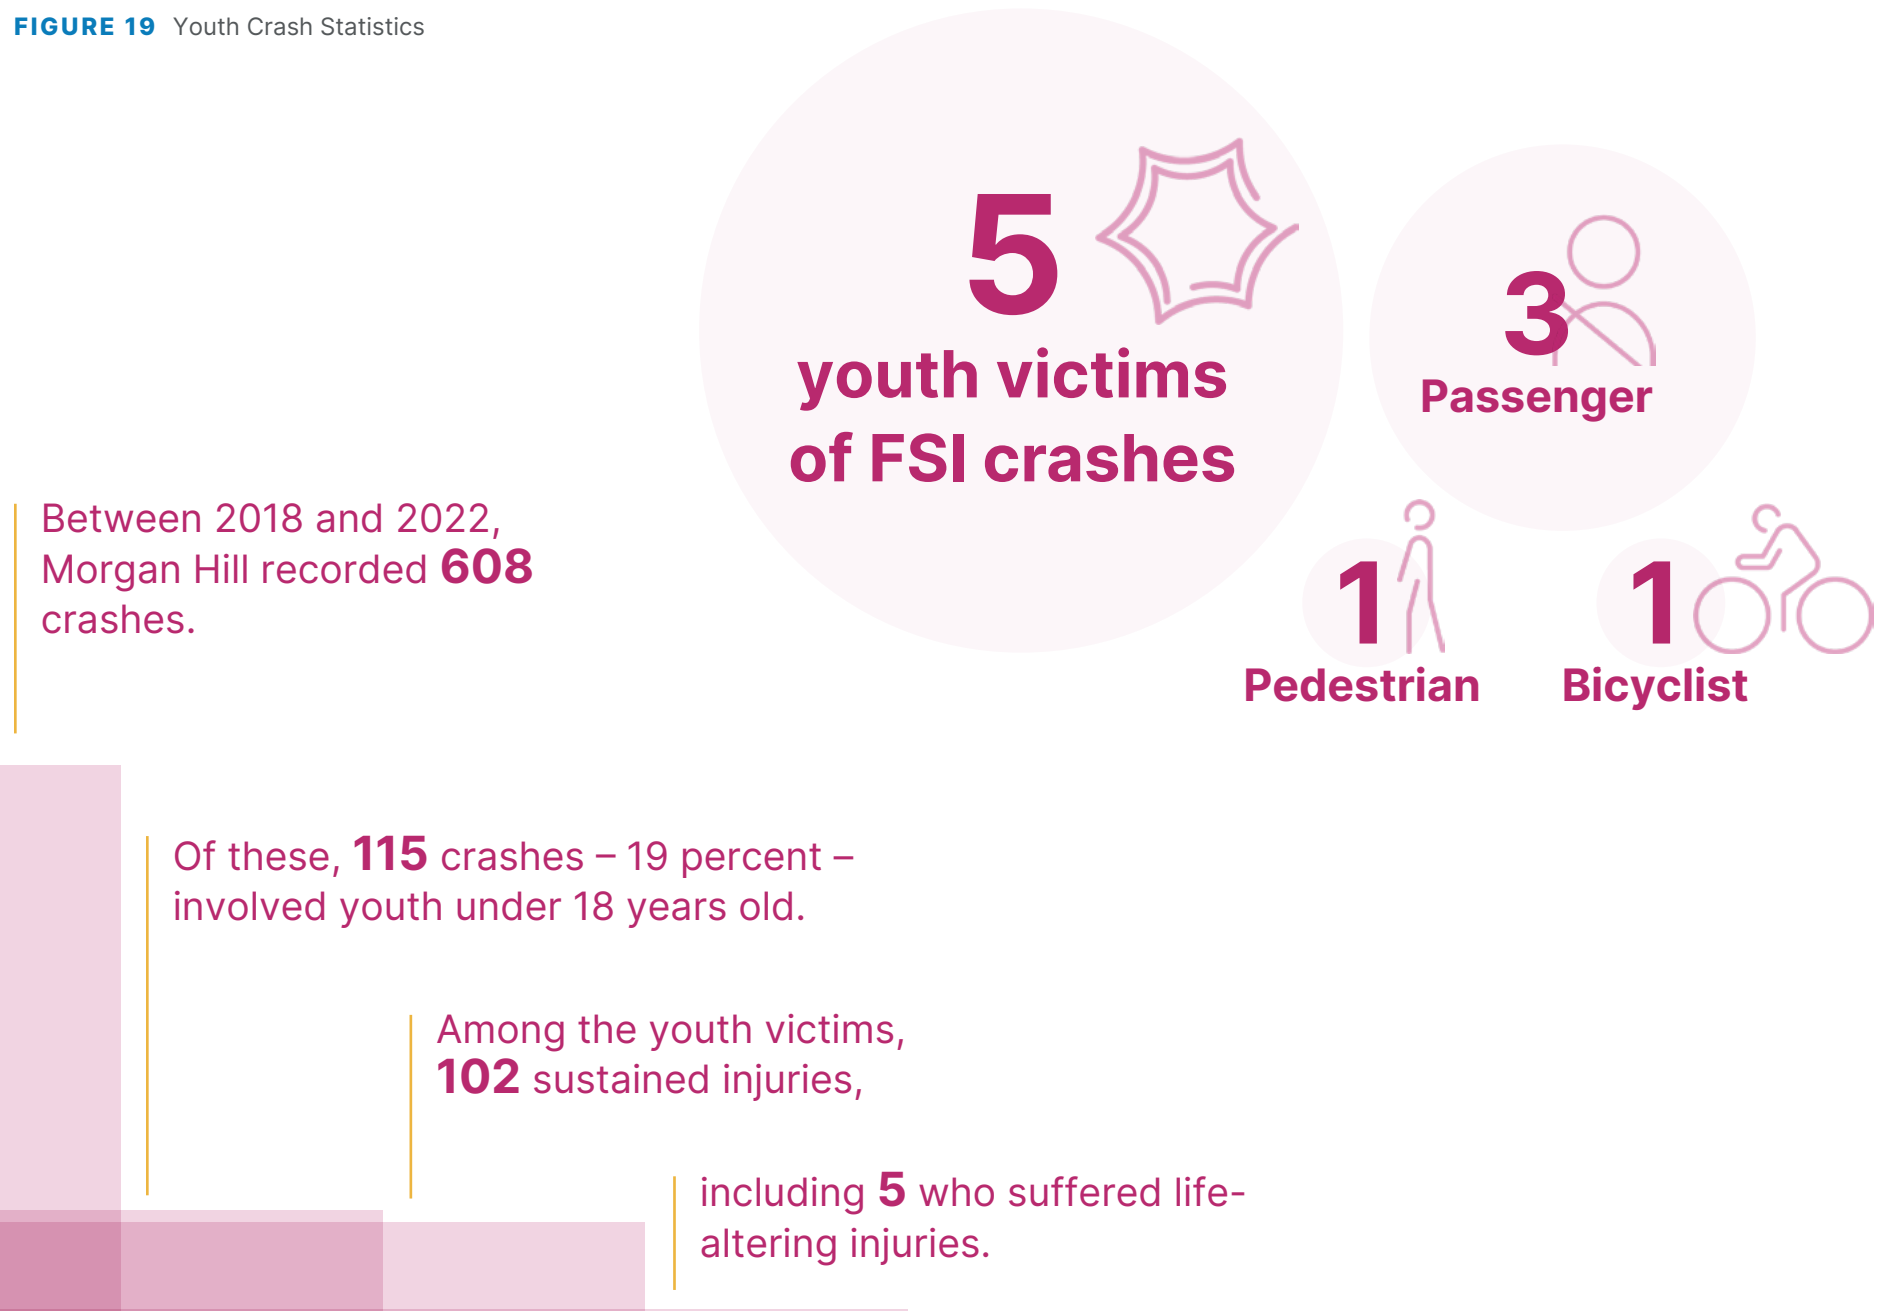 FIGURE 19 Youth Crash Statistics
5
youth victims
of FSI crashes
3
Passenger
1
Pedestrian
1
Bicyclist
Between 2018 and 2022,
Morgan Hill recorded 608
crashes.
Of these, 115 crashes – 19 percent –
involved youth under 18 years old.
Among the youth victims,
102 sustained injuries,
including 5 who suffered life-
altering injuries.